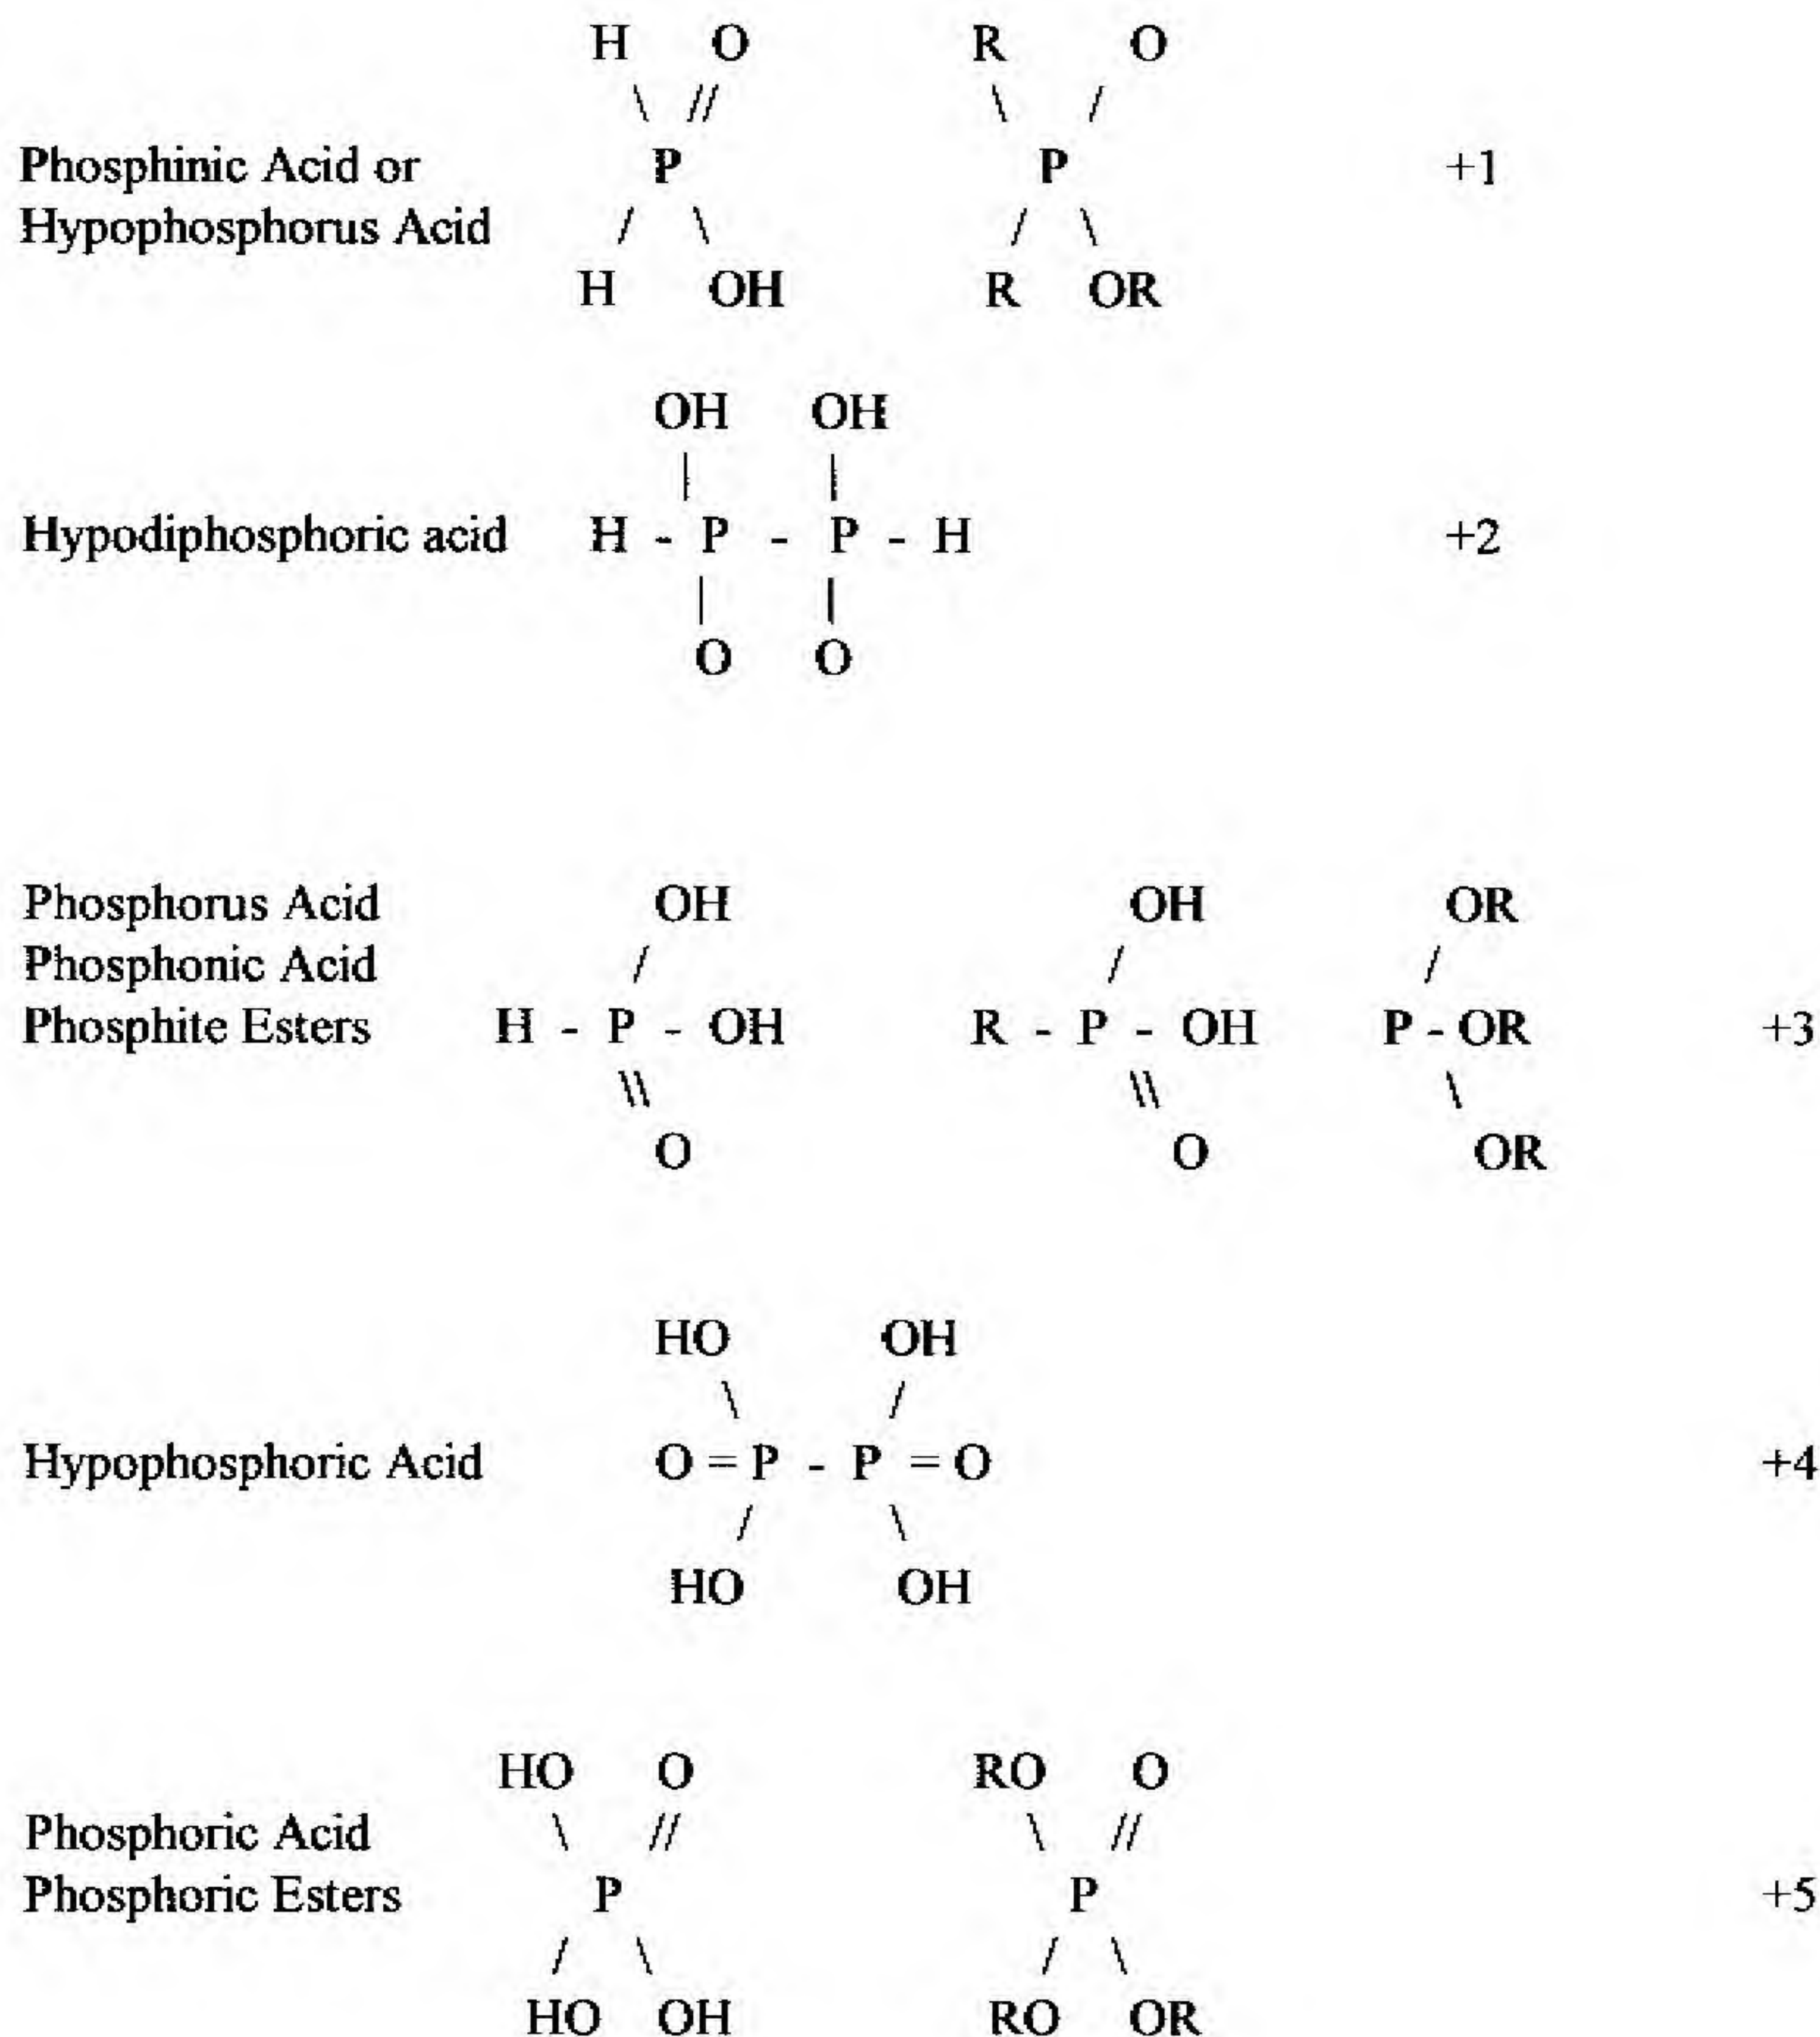 H O R O
\ // \ /
Phosphinic Acid or P P +1
Hypophosphorus Acid / \ / \
H OH R OR
OH OH
| |
Hypodiphosphoric acid H - P - P - H +2
| |
O O
Phosphorus Acid OH OH OR
Phosphonic Acid / / /
Phosphite Esters H - P - OH R - P - OH P - OR +3
\\ \\ \
O O OR
HO OH
\ /
Hypophosphoric Acid O = P - P = O +4
/ \
HO OH
HO O RO O
Phosphoric Acid \ // \ //
Phosphoric Esters P P +5
/ \ / \
HO OH RO OR